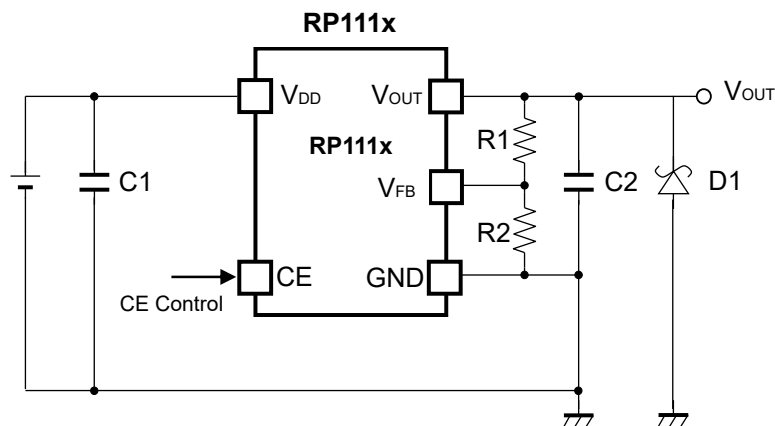 RP111x
VDD
VOUT
VOUT
R1
RP111x
VFB
C1
C2
D1
R2
CE
GND
CE Control